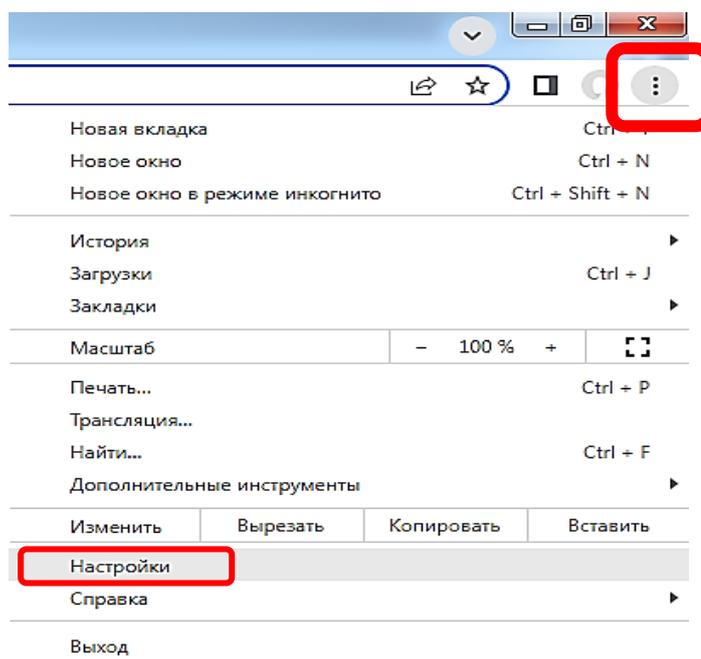 Новая вкладка Ctrl +
Новое окно Ctrl + N
Новое окно в режиме инкогнито Ctrl + Shift + N
История
Загрузки Ctrl + J
Закладки
Масштаб - 100 % +
Печать... Ctrl + P
Трансляция...
Найти... Ctrl + F
Дополнительные инструменты
Изменить Вырезать Копировать Вставить
Настройки
Справка
Выход